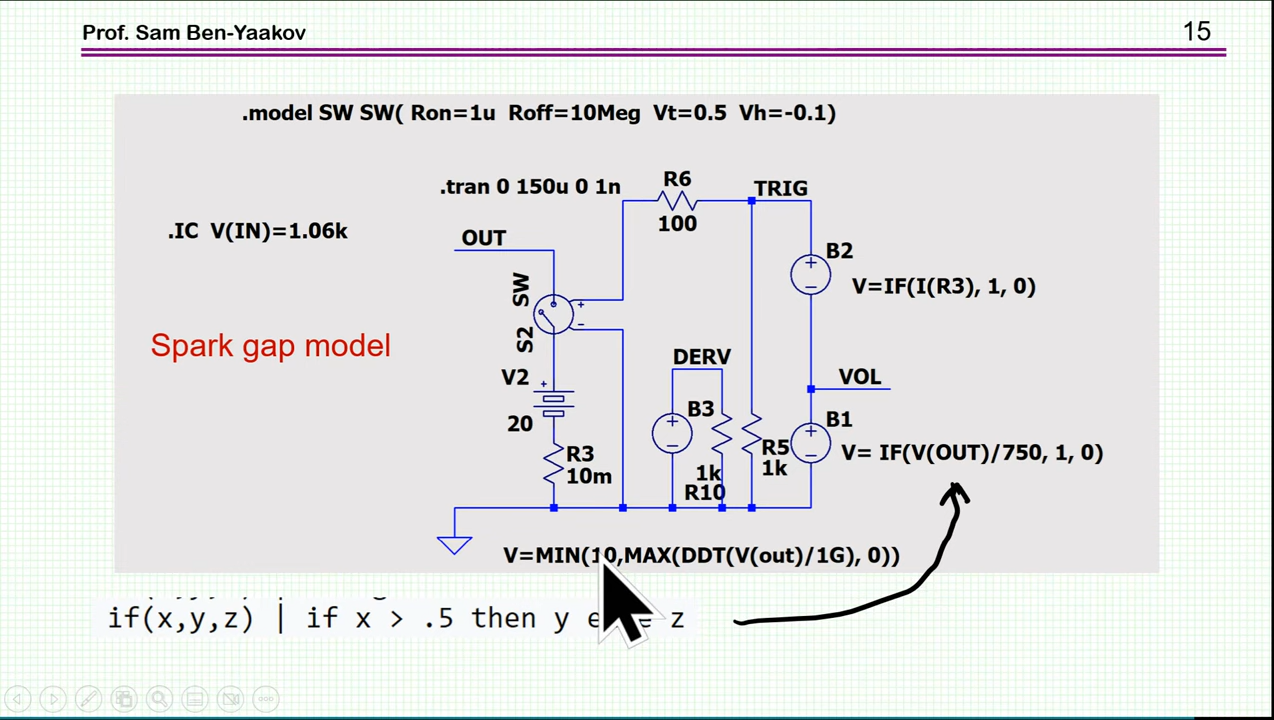 Prof. Sam Ben-Yaakov
15
.model SW SW( Ron=1u Roff=10Meg Vt=0.5 Vh=-0.1)
.tran 0 150u 0 1n
R6
100
TRIG
.IC V(IN)=1.06k
OUT
SW
S2
B2
V=IF(I(R3), 1, 0)
Spark gap model
V2
20
DERV
VOL
B3
B1
R3
10m
1k
R10
R5
1k
V= IF(V(OUT)/750, 1, 0)
V=MIN(10,MAX(DDT(V(out)/1G), 0))
if(x,y,z) | if x > .5 then y z